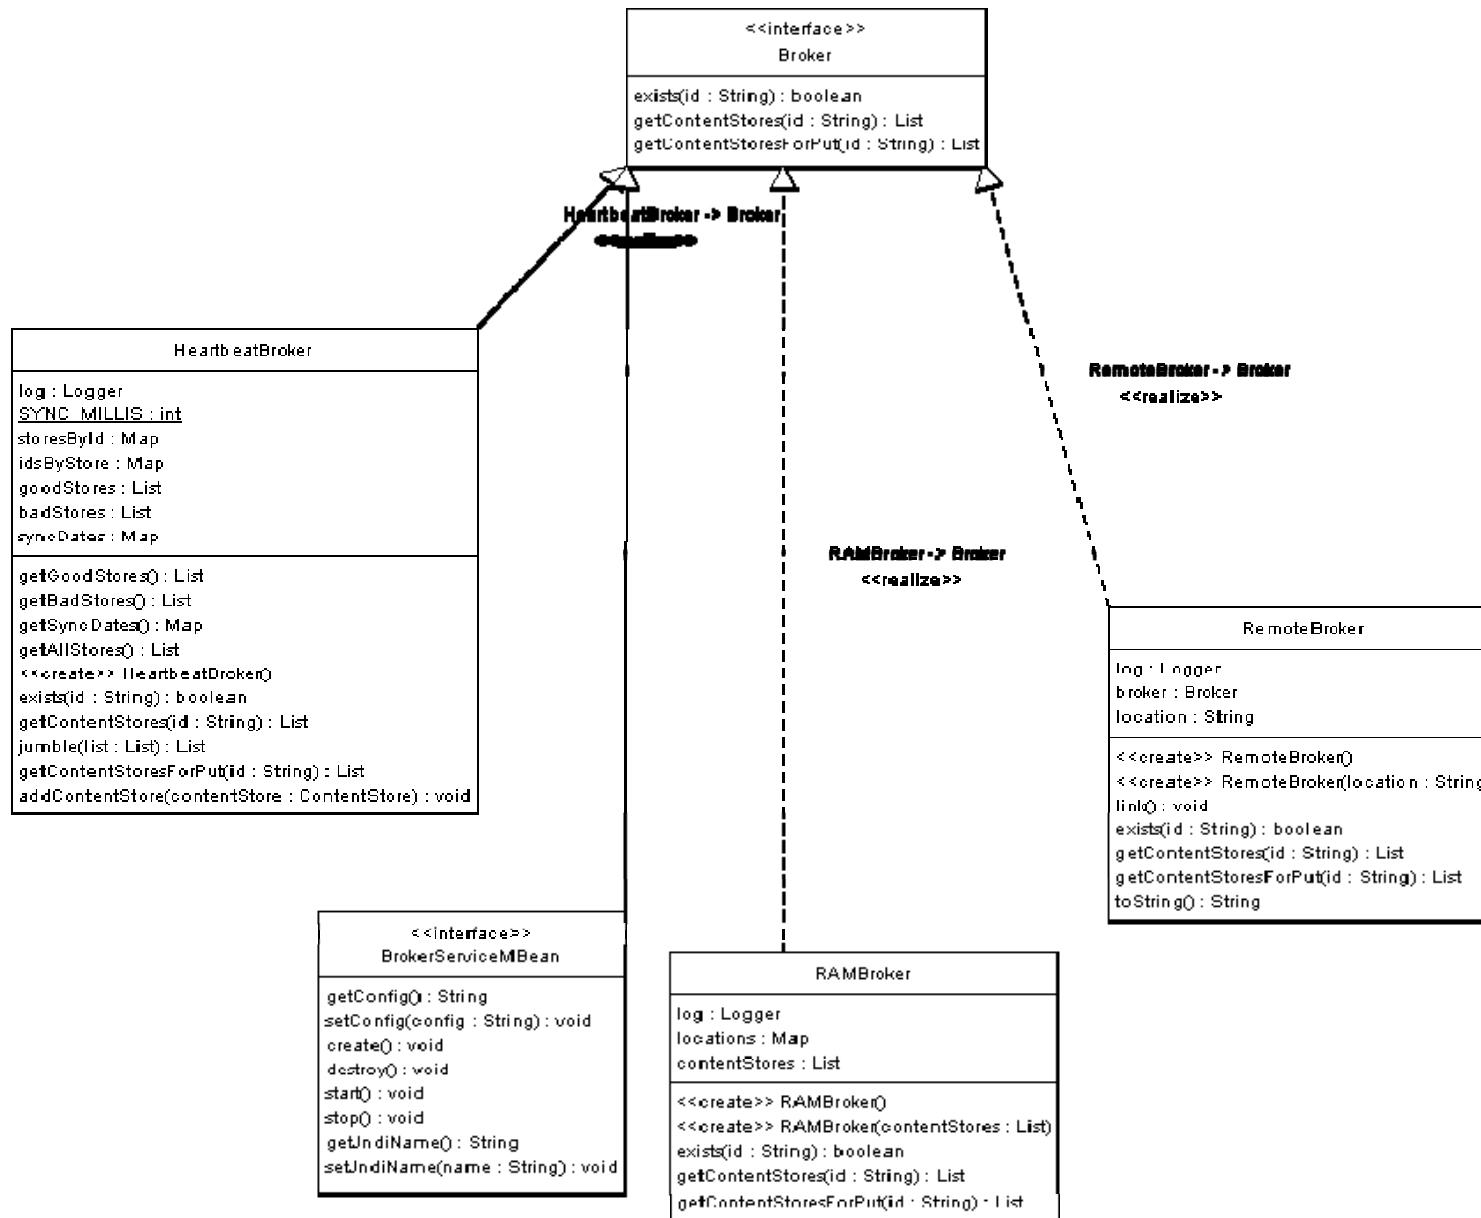 <<interface>>
Broker
exists(id : String) : boolean
getContentStores(id : String) : List
getContentStoresForPut(id : String) : List
HeartbeatBroker -> Broker
HeartbeatBroker
log : Logger
SYNC_MILLIS : int
storesById : Map
idsByStore : Map
goodStores : List
badStores : List
syncDates : Map
getGoodStores() : List
getBadStores() : List
getSyncDates() : Map
getAllStores() : List
<<create>> HeartbeatBroker()
exists(id : String) : boolean
getContentStores(id : String) : List
jumble(list : List) : List
getContentStoresForPut(id : String) : List
addContentStore(contentStore : ContentStore) : void
RemoteBroker -> Broker
<<realize>>
RAMBroker -> Broker
<<realize>>
RemoteBroker
log : Logger
broker : Broker
location : String
<<create>> RemoteBroker()
<<create>> RemoteBroker(location : String
link() : void
exists(id : String) : boolean
getContentStores(id : String) : List
getContentStoresForPut(id : String) : List
toString() : String
<<interface>>
BrokerServiceMBean
getConfig() : String
setConfig(config : String) : void
create() : void
destroy() : void
start() : void
stop() : void
getJndiName() : String
setJndiName(name : String) : void
RAMBroker
log : Logger
locations : Map
contentStores : List
<<create>> RAMBroker()
<<create>> RAMBroker(contentStores : List)
exists(id : String) : boolean
getContentStores(id : String) : List
getContentStoresForPut(id : String) : List